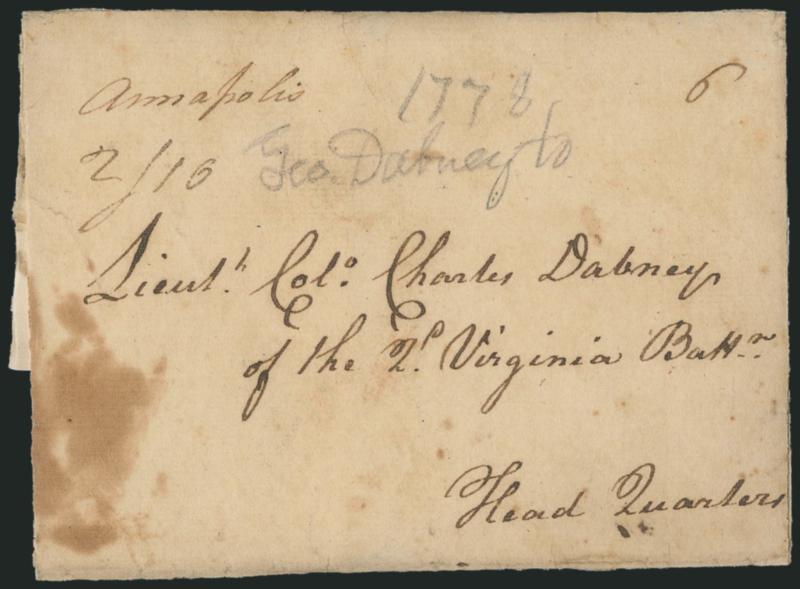 Annapolis 1778 6
2/16 Geo. Dabney to
Lieut.t Col.o Charles Dabney
of the 2.d Virginia Batt.n
Head Quarters